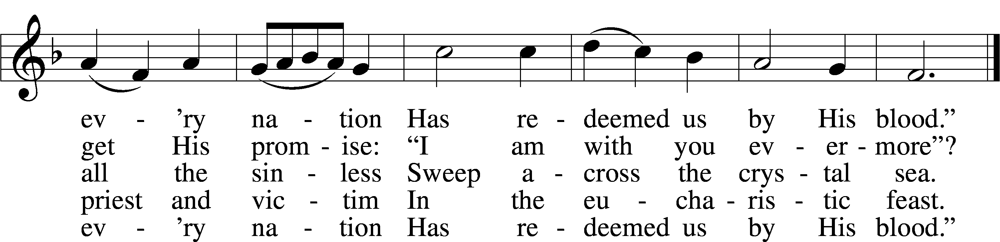 ev - ’ry na - tion Has re - deemed us by His blood.”
get His prom - ise: “I am with you ev - er - more”?
all the sin - less Sweep a - cross the crys - tal sea.
priest and vic - tim In the eu - cha - ris - tic feast.
ev - ’ry na - tion Has re - deemed us by His blood.”